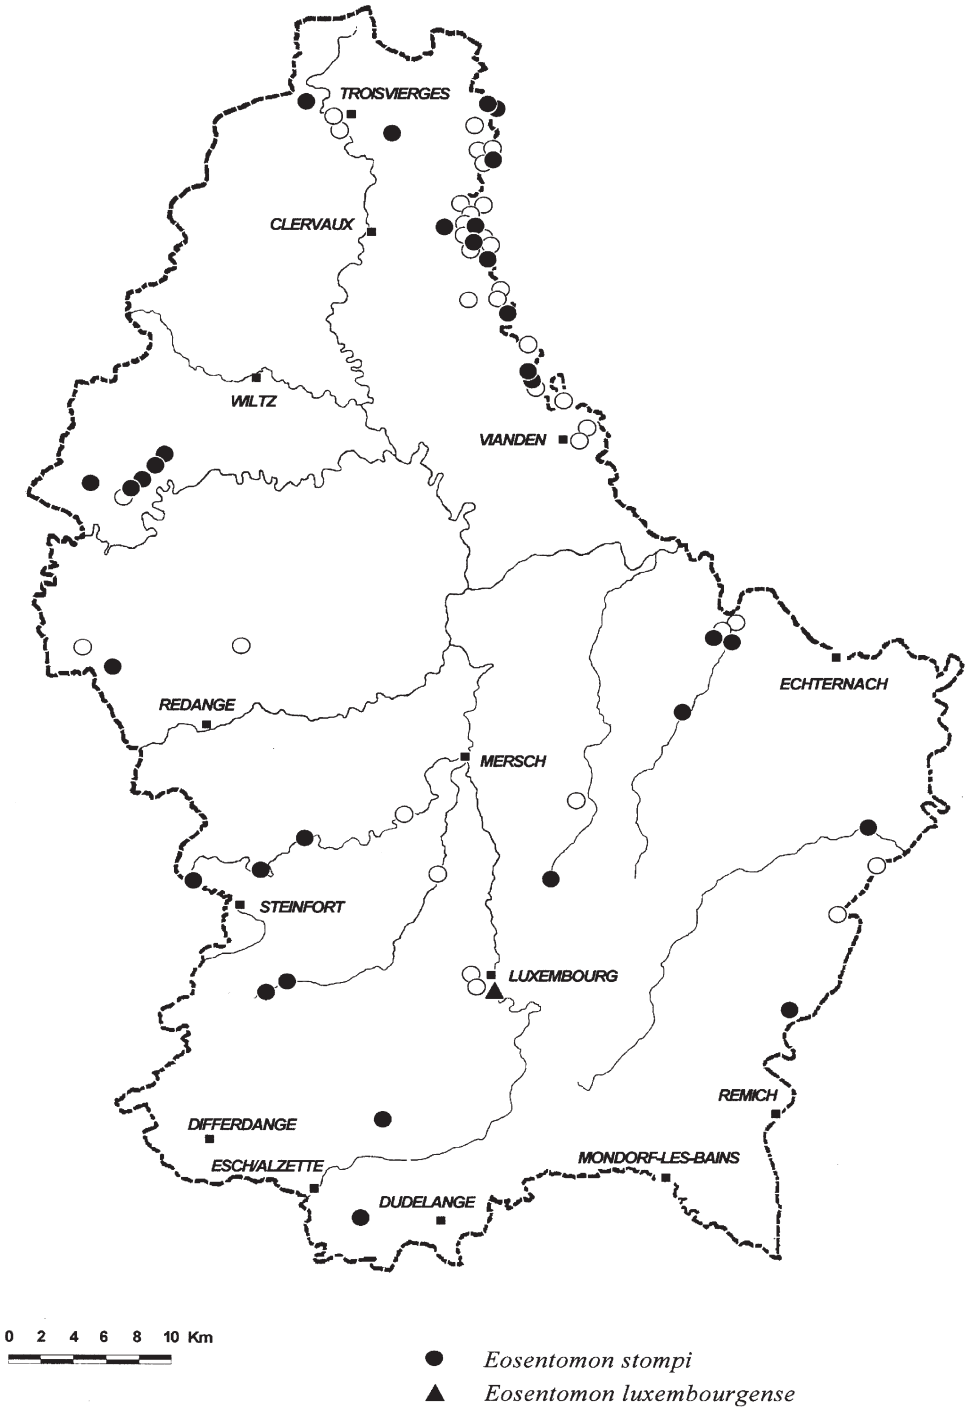 TROISVIERGES
CLERVAUX
WILTZ
VIANDEN
ECHTERNACH
REDANGE
MERSCH
STEINFORT
LUXEMBOURG
REMICH
DIFFERDANGE
MONDORF-LES-BAINS
ESCH/ALZETTE
DUDELANGE
0 2 4 6 8 10 Km
Eosentomon stompi
Eosentomon luxembourgense